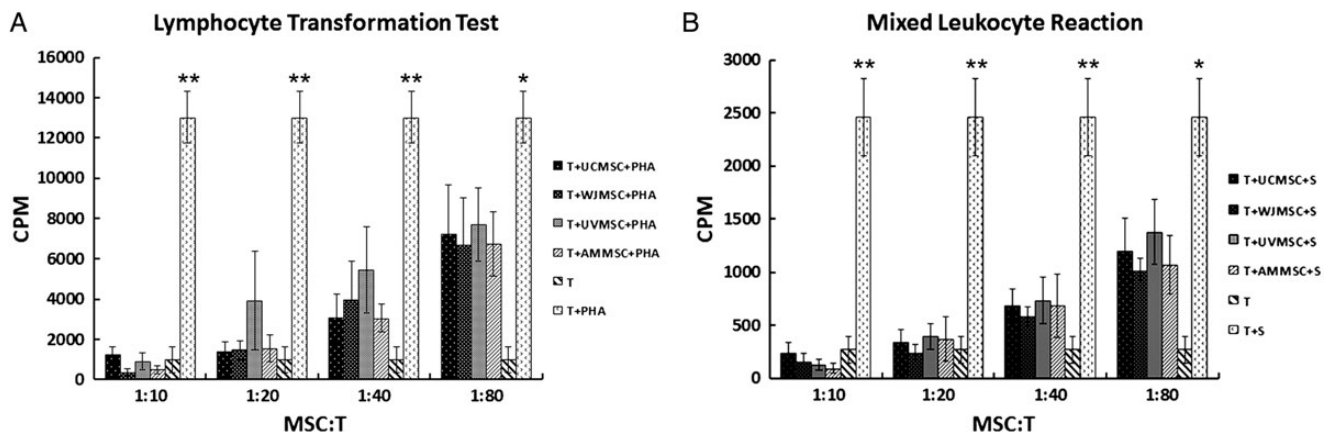 A
Lymphocyte Transformation Test
16000
14000
12000
10000
8000
6000
4000
2000
0
CPM
** ** ** *
1:10 1:20 1:40 1:80
MSC:T
T+UCMSC+PHA
T+WJMSC+PHA
T+UVMSC+PHA
T+AMMSC+PHA
T
T+PHA
B
Mixed Leukocyte Reaction
3000
2500
2000
1500
1000
500
0
CPM
** ** ** *
1:10 1:20 1:40 1:80
MSC:T
T+UCMSC+S
T+WJMSC+S
T+UVMSC+S
T+AMMSC+S
T
T+S